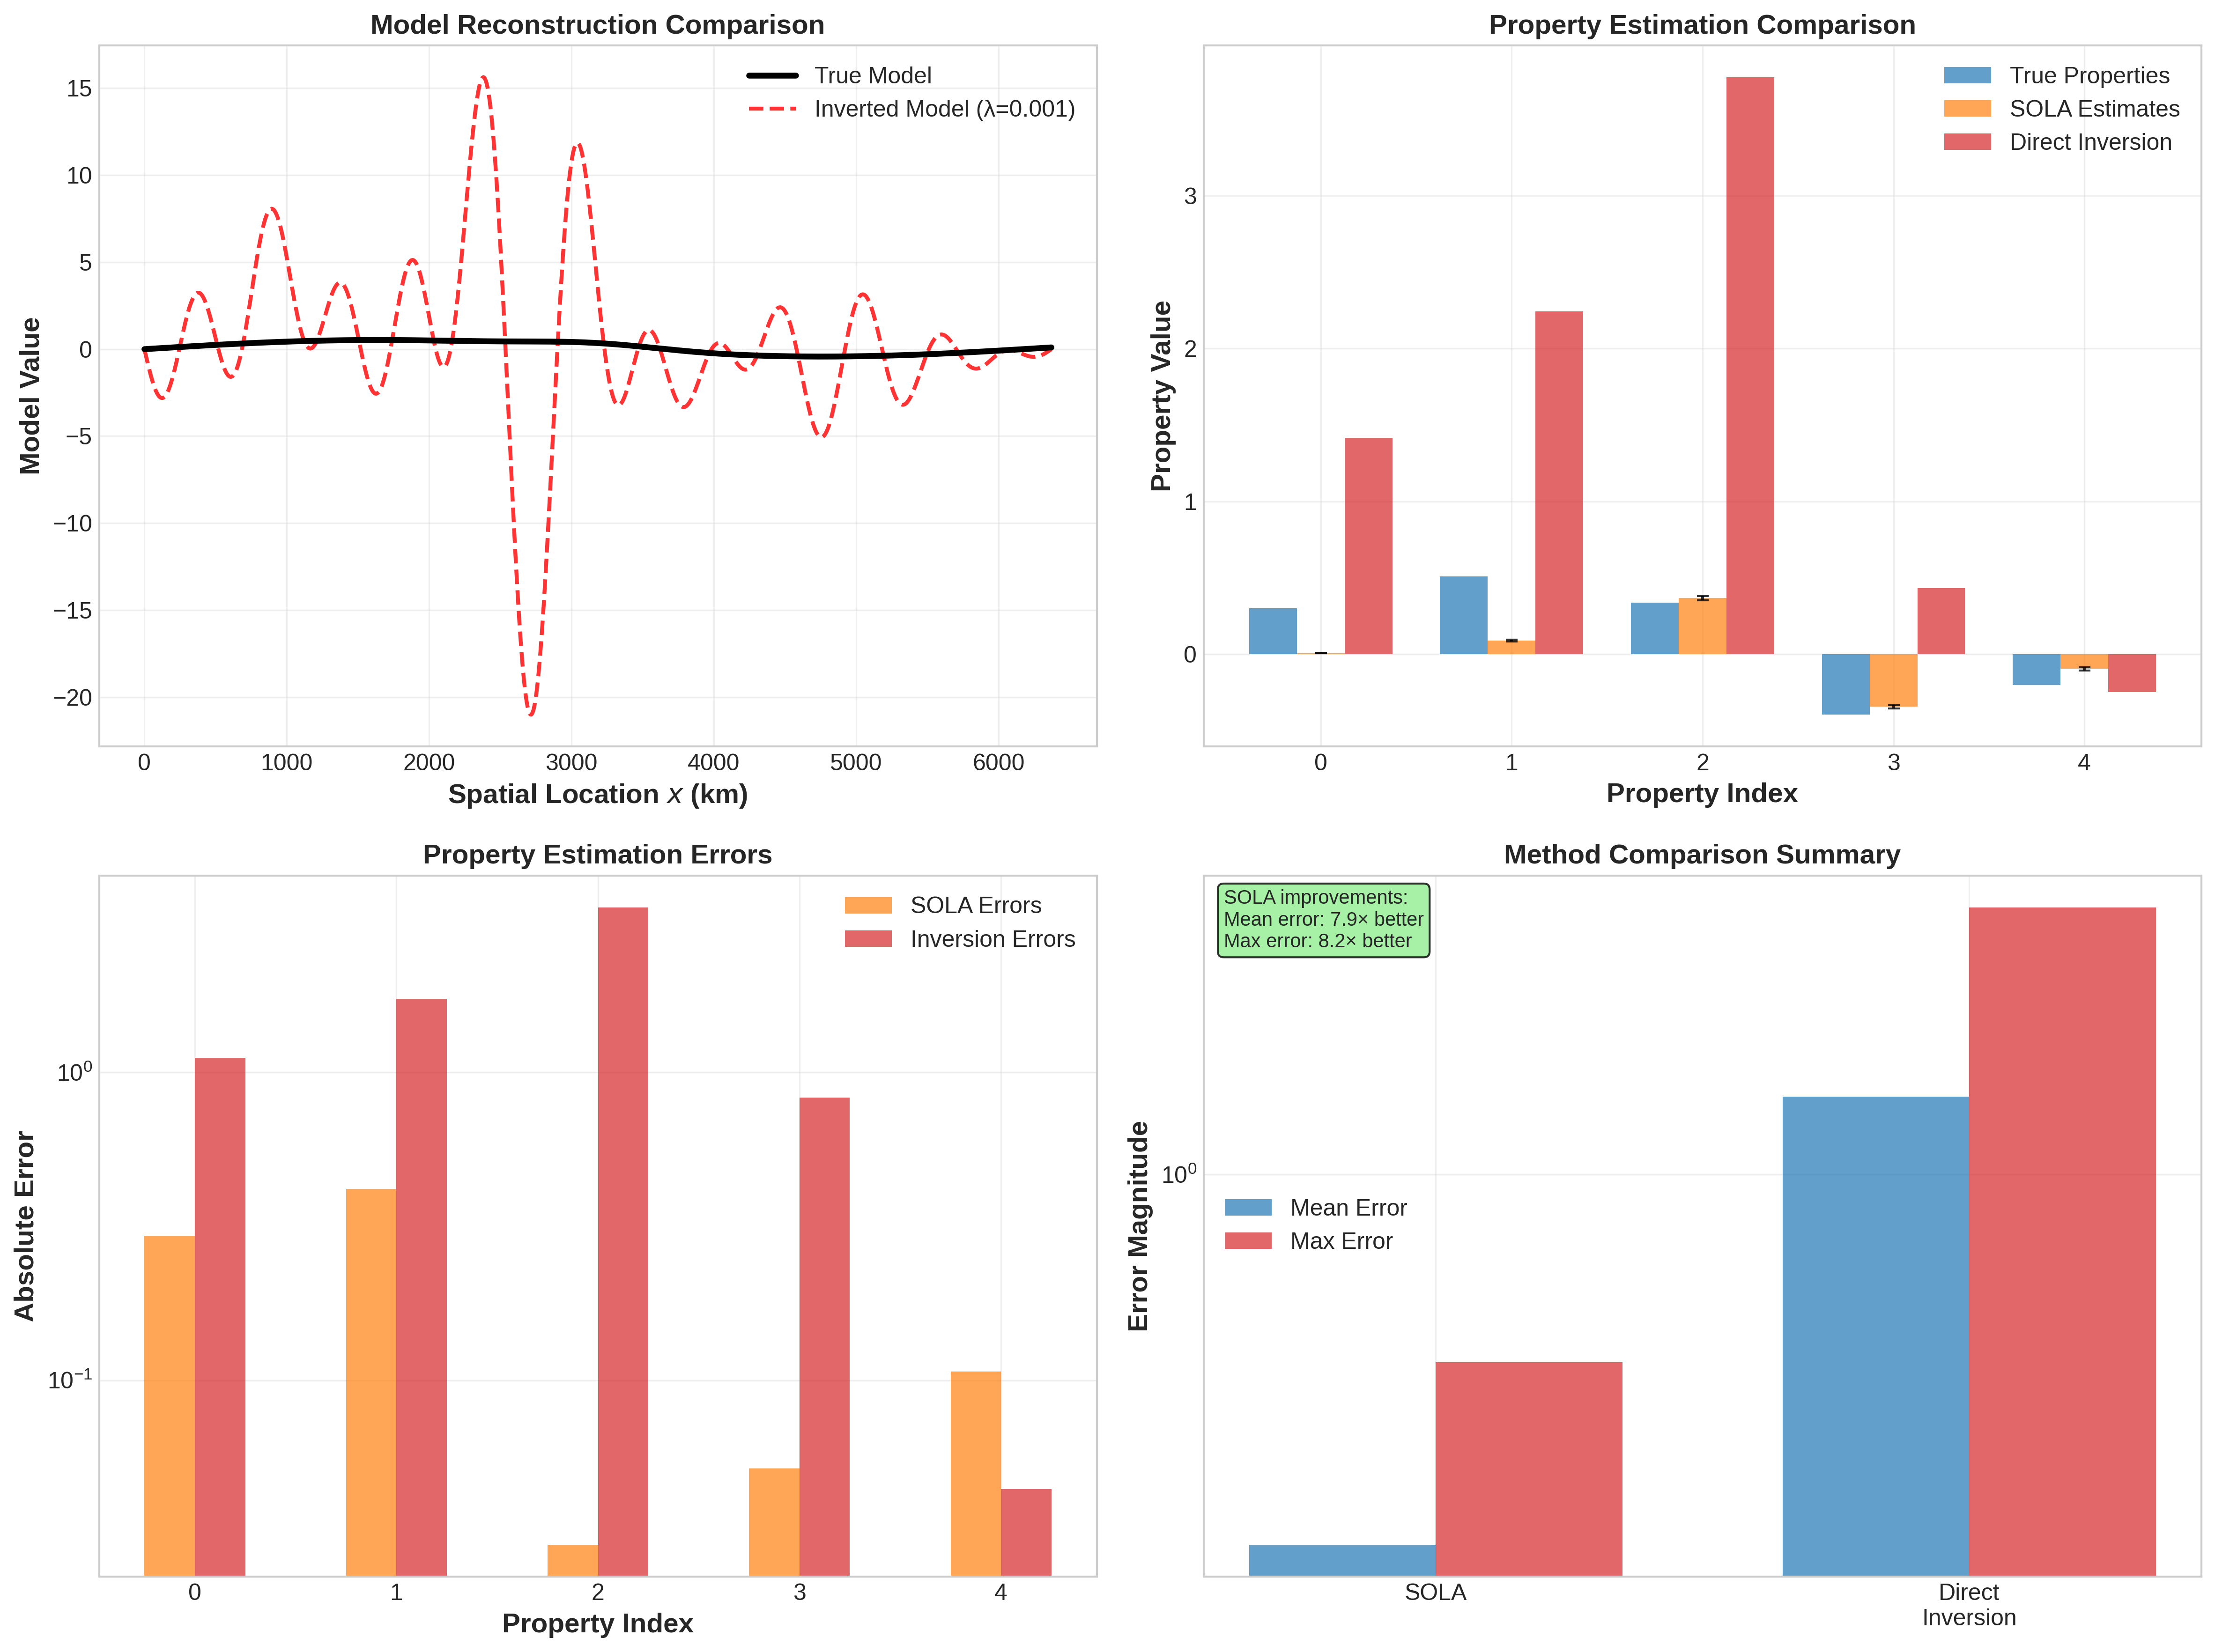 Model Reconstruction Comparison
True Model
Inverted Model (λ=0.001)
15
10
5
0
−5
−10
−15
−20
Model Value
0 1000 2000 3000 4000 5000 6000
Spatial Location x (km)
Property Estimation Comparison
True Properties
SOLA Estimates
Direct Inversion
3
2
1
0
Property Value
0 1 2 3 4
Property Index
Property Estimation Errors
SOLA Errors
Inversion Errors
10⁰
10⁻¹
Absolute Error
0 1 2 3 4
Property Index
Method Comparison Summary
SOLA improvements:
Mean error: 7.9× better
Max error: 8.2× better
10⁰
Mean Error
Max Error
Error Magnitude
SOLA Direct
Inversion